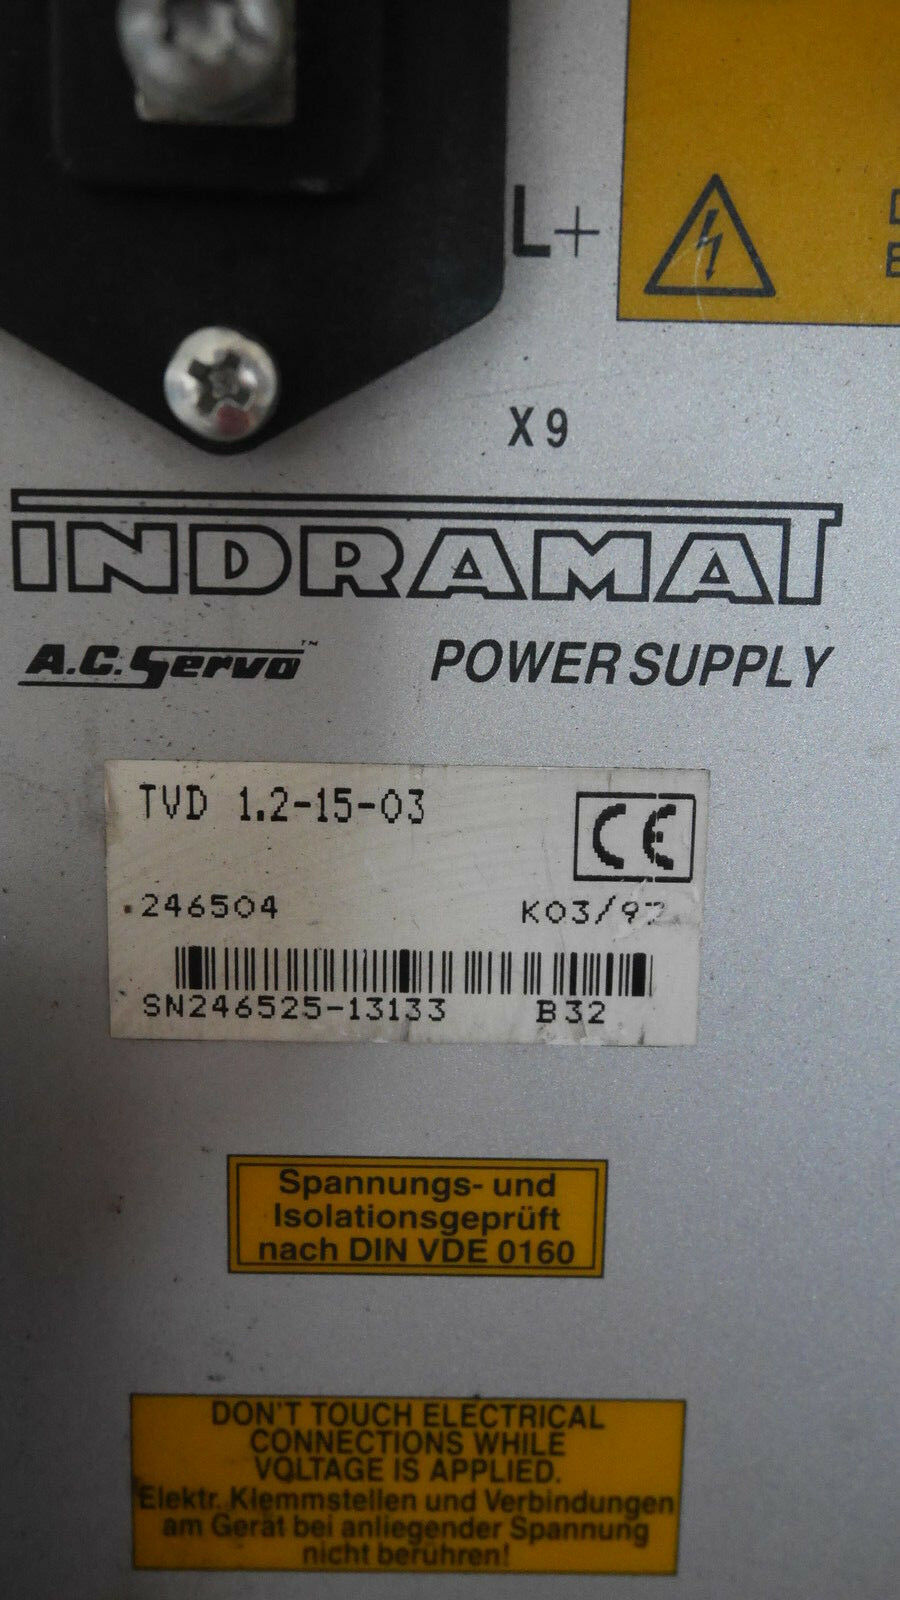 L+
X9
INDRAMAT
A.C. Servo™ POWER SUPPLY
TVD 1.2-15-03
CE
246504 K03/97
SN246525-13133 B32
Spannungs- und
Isolationsgeprüft
nach DIN VDE 0160
DON'T TOUCH ELECTRICAL
CONNECTIONS WHILE
VOLTAGE IS APPLIED.
Elektr. Klemmstellen und Verbindungen
am Gerät bei anliegender Spannung
nicht berühren!